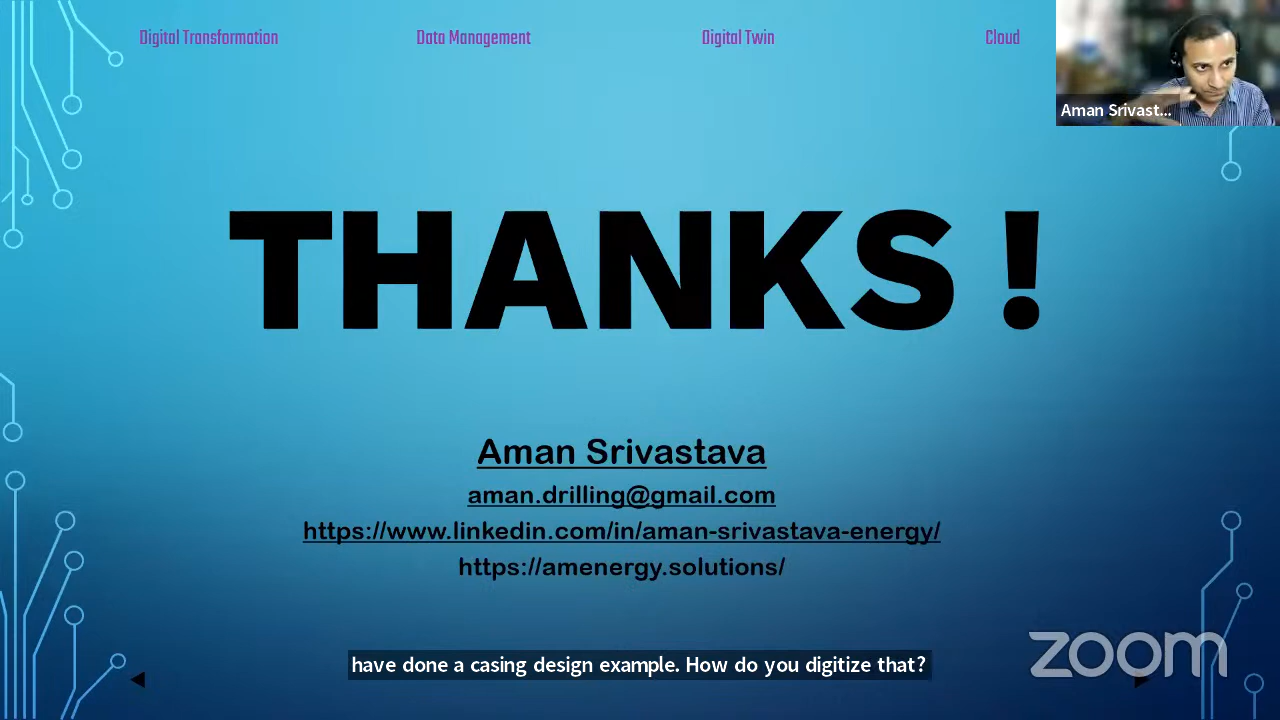 Digital Transformation
Data Management
Digital Twin
Cloud
Aman Srivast...
THANKS !
Aman Srivastava
aman.drilling@gmail.com
https://www.linkedin.com/in/aman-srivastava-energy/
https://amenergy.solutions/
have done a casing design example. How do you digitize that?
zoom